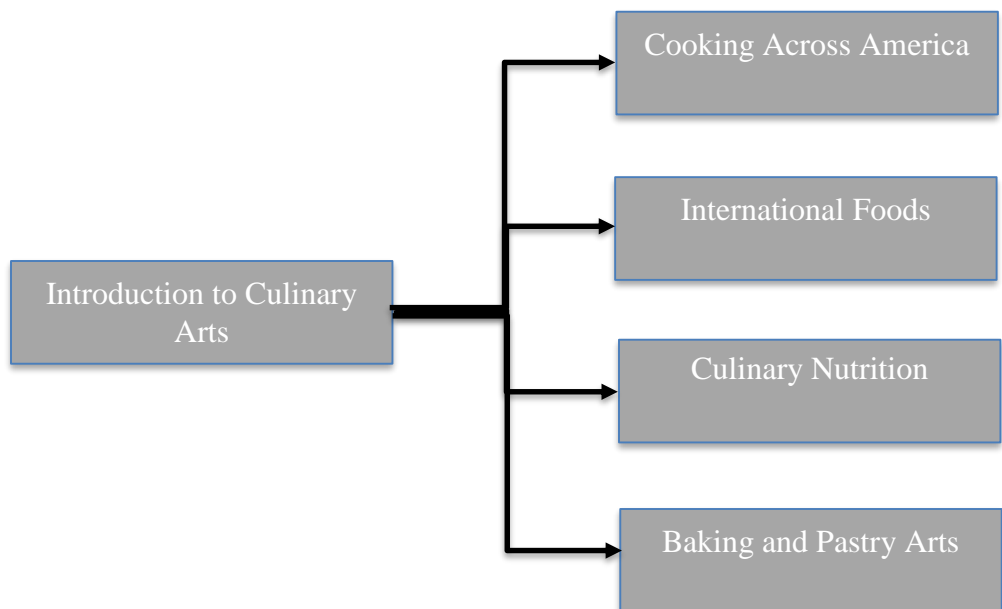 Cooking Across America
International Foods
Introduction to Culinary
Arts
Culinary Nutrition
Baking and Pastry Arts